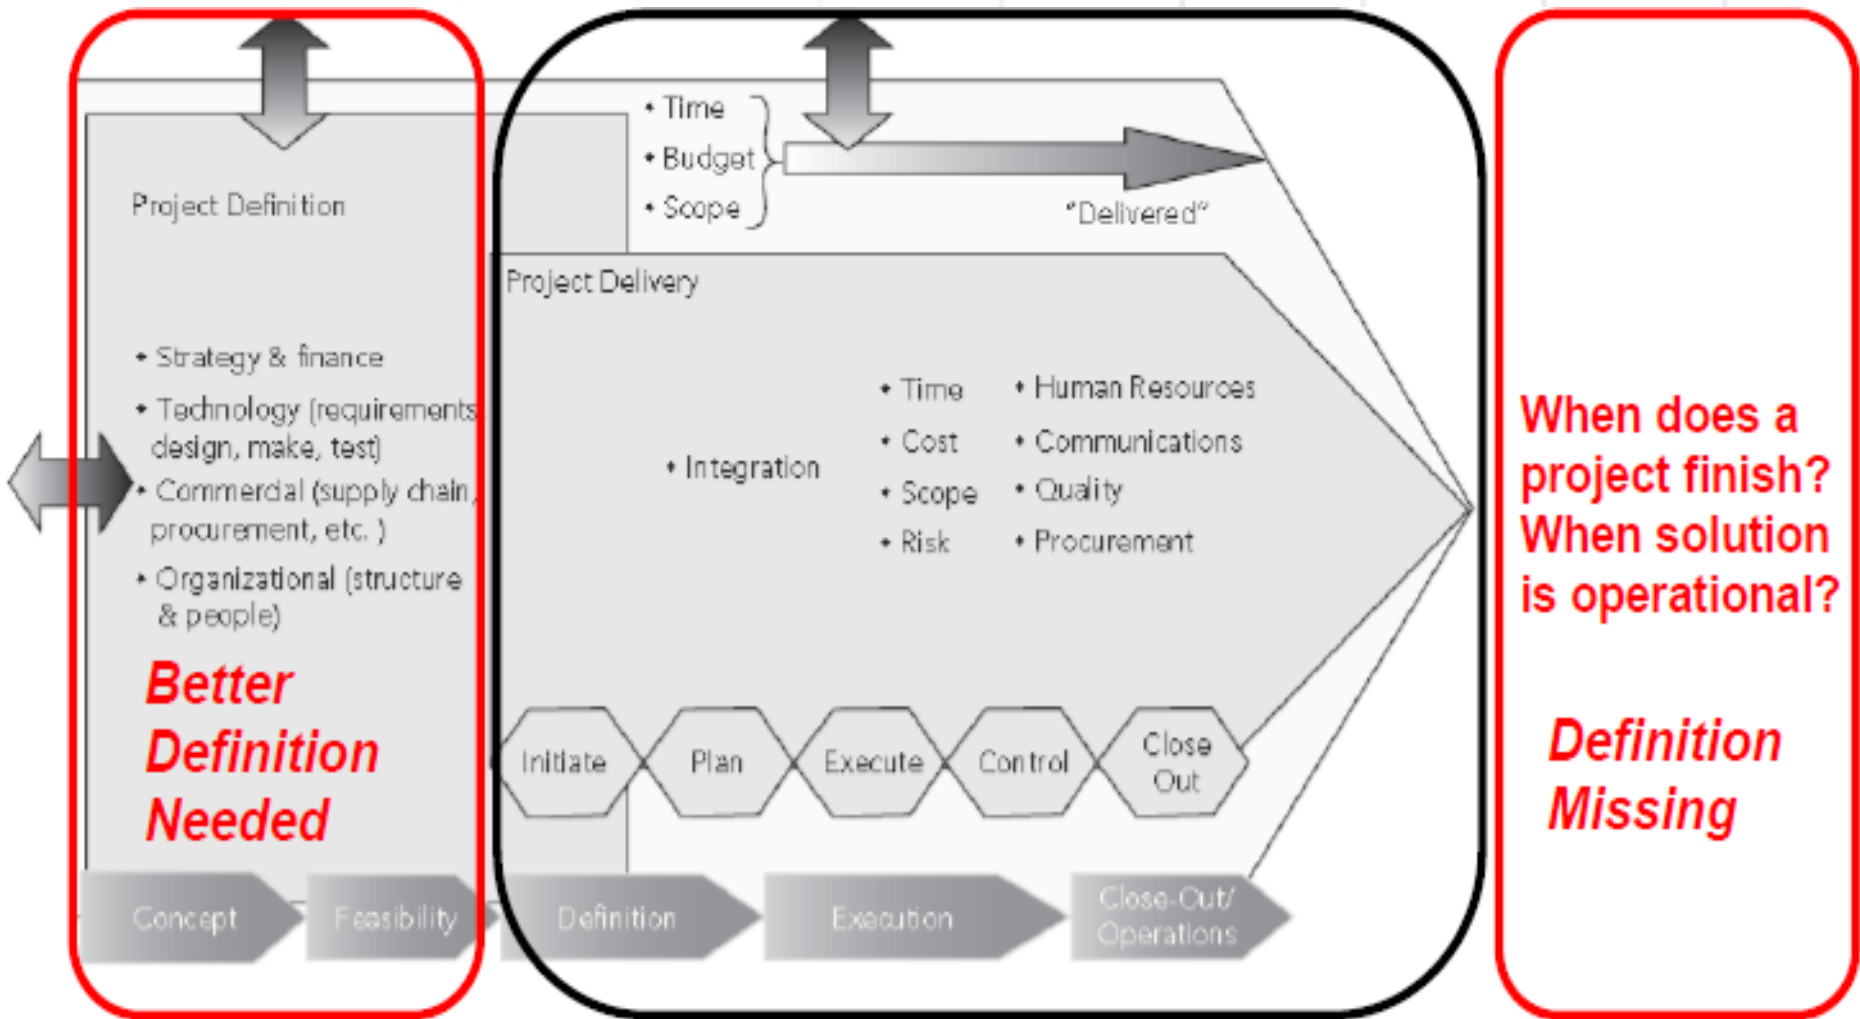 Project Definition
• Strategy & finance
• Technology (requirements,
design, make, test)
• Commercial (supply chain,
procurement, etc. )
• Organizational (structure
& people)
Better
Definition
Needed
• Time
• Budget
• Scope
"Delivered"
Project Delivery
• Integration
• Time
• Cost
• Scope
• Risk
• Human Resources
• Communications
• Quality
• Procurement
Initiate
Plan
Execute
Control
Close
Out
Concept
Feasibility
Definition
Execution
Close-Out/
Operations
When does a
project finish?
When solution
is operational?
Definition
Missing